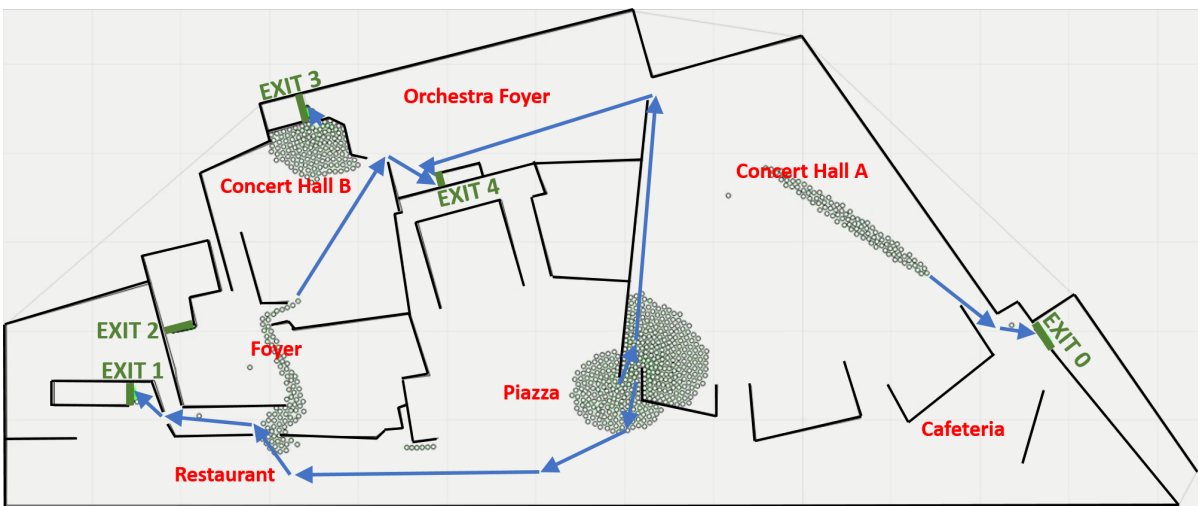 EXIT 3
Orchestra Foyer
Concert Hall B
EXIT 4
Concert Hall A
EXIT 2
Foyer
EXIT 1
EXIT 0
Piazza
Cafeteria
Restaurant